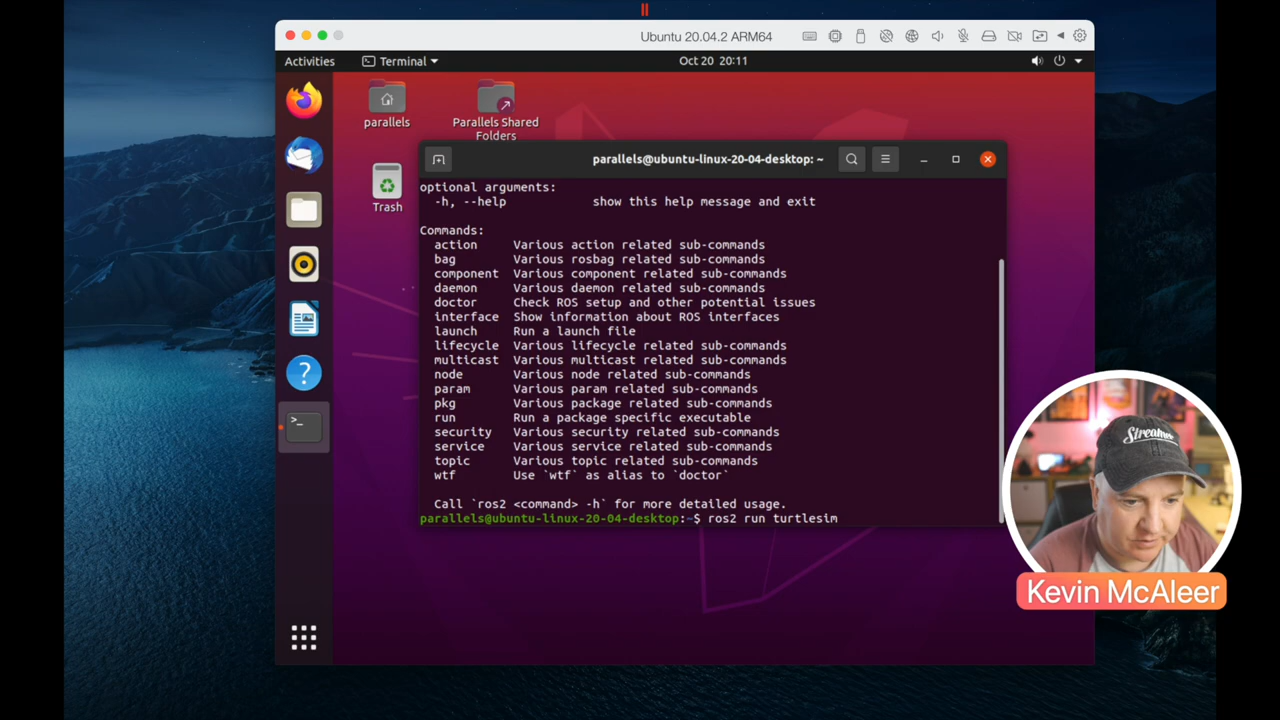 Ubuntu 20.04.2 ARM64
Activities
Terminal
Oct 20 20:11
parallels
Parallels Shared
Folders
Trash
parallels@ubuntu-linux-20-04-desktop: ~
optional arguments:
-h, --help show this help message and exit
Commands:
action Various action related sub-commands
bag Various rosbag related sub-commands
component Various component related sub-commands
daemon Various daemon related sub-commands
doctor Check ROS setup and other potential issues
interface Show information about ROS interfaces
launch Run a launch file
lifecycle Various lifecycle related sub-commands
multicast Various multicast related sub-commands
node Various node related sub-commands
param Various param related sub-commands
pkg Various package related sub-commands
run Run a package specific executable
security Various security related sub-commands
service Various service related sub-commands
topic Various topic related sub-commands
wtf Use `wtf` as alias to `doctor`
Call `ros2 <command> -h` for more detailed usage.
parallels@ubuntu-linux-20-04-desktop:~$ ros2 run turtlesim
Kevin McAleer